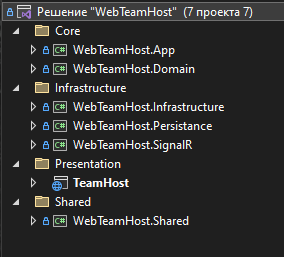 Решение "WebTeamHost" (7 проекта 7)
Core
C# WebTeamHost.App
C# WebTeamHost.Domain
Infrastructure
C# WebTeamHost.Infrastructure
C# WebTeamHost.Persistance
C# WebTeamHost.SignalR
Presentation
TeamHost
Shared
C# WebTeamHost.Shared